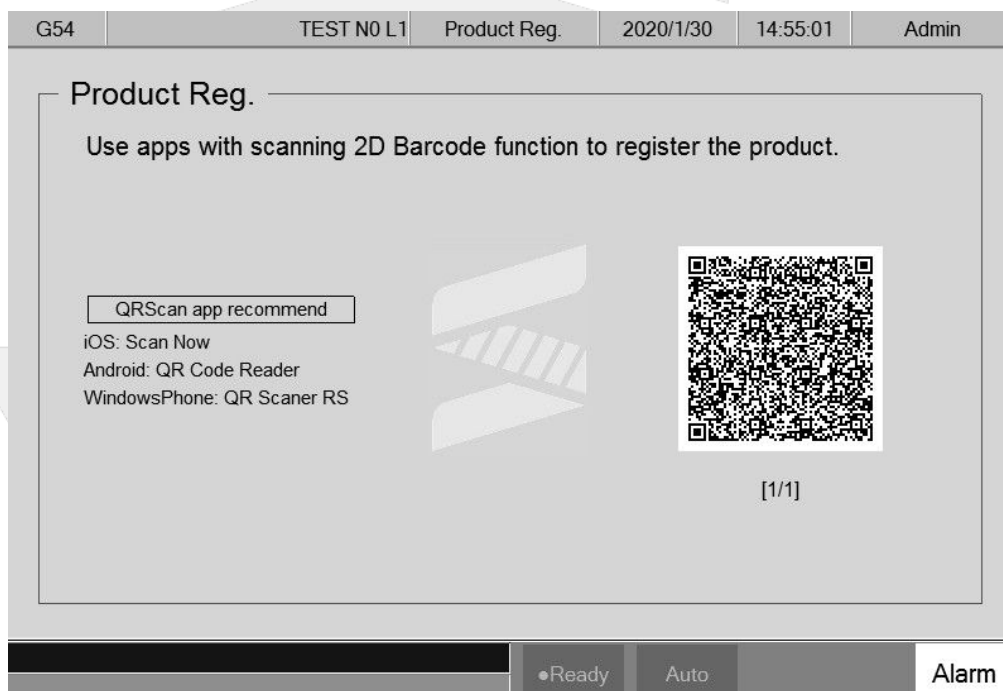 G54 TEST N0 L1 Product Reg. 2020/1/30 14:55:01 Admin
Product Reg.
Use apps with scanning 2D Barcode function to register the product.
QRScan app recommend
iOS: Scan Now
Android: QR Code Reader
WindowsPhone: QR Scaner RS
[1/1]
●Ready Auto Alarm